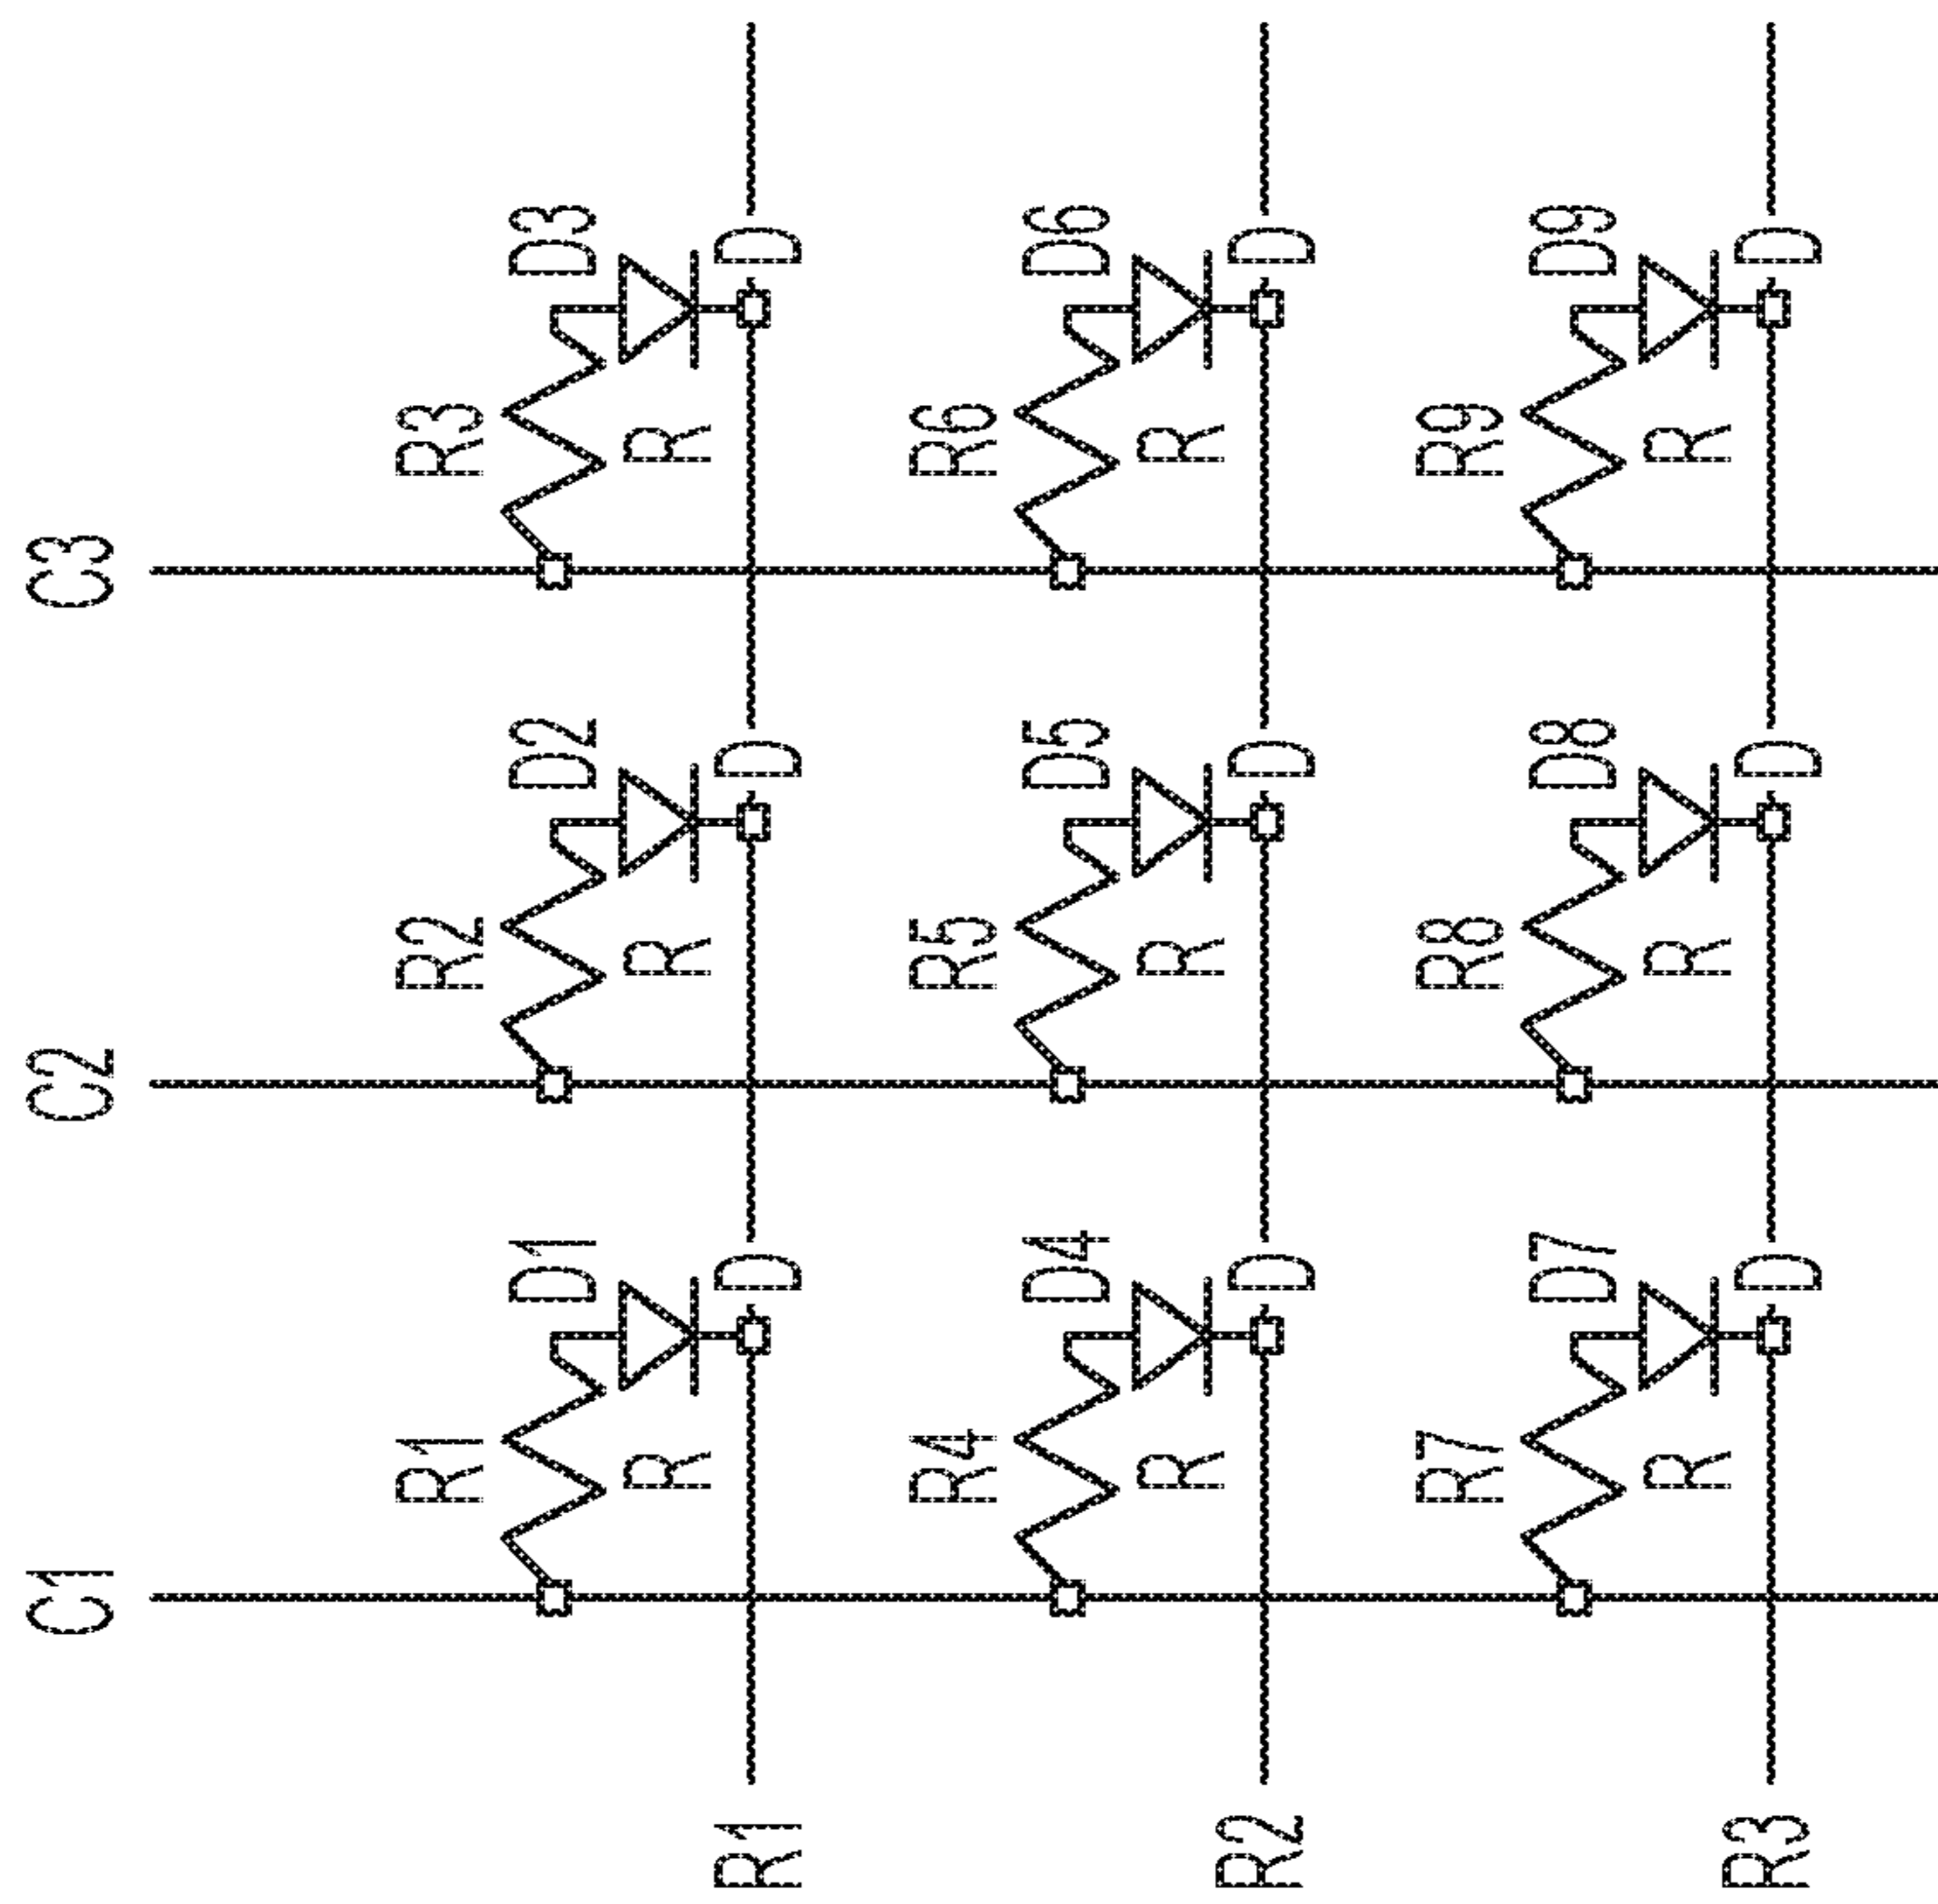 C1 C2 C3
R1 R2 R3
D1 D2 D3
R R R
R1 D D D
R4 R5 R6
D4 D5 D6
R R R
R2 D D D
R7 R8 R9
D7 D8 D9
R R R
R3 D D D